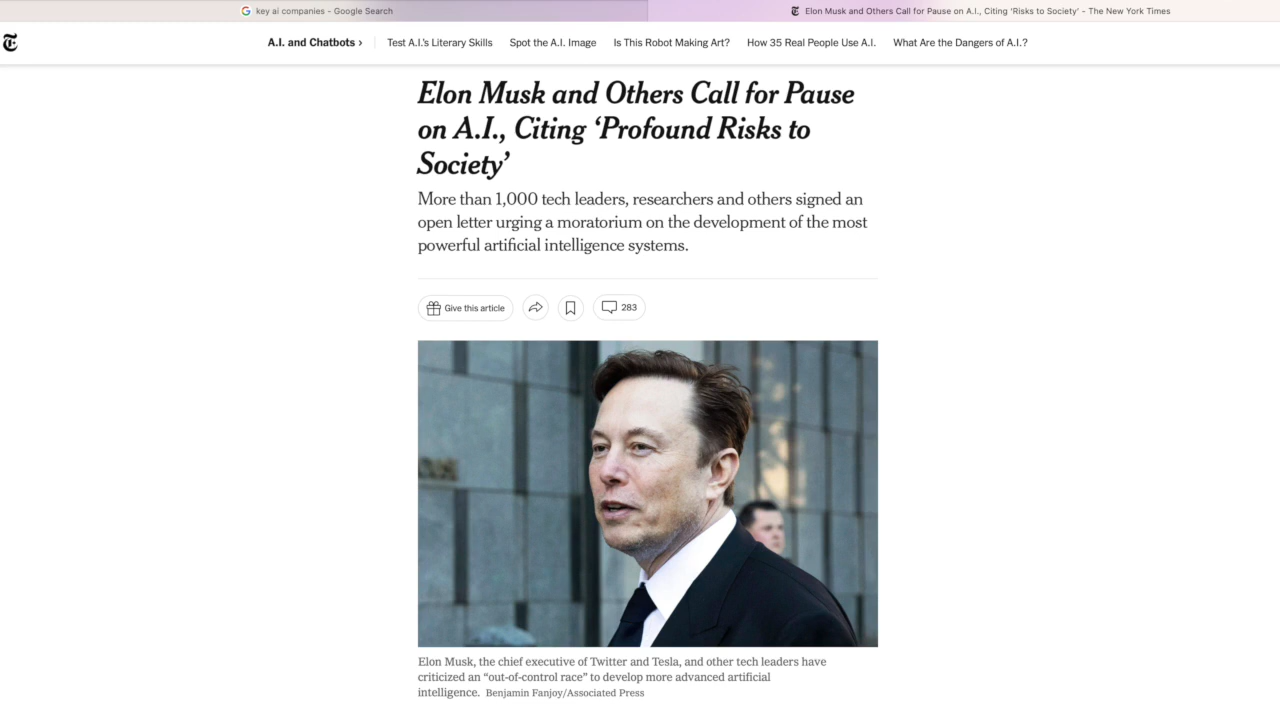 key ai companies - Google Search
Elon Musk and Others Call for Pause on A.I., Citing ‘Risks to Society’ - The New York Times
A.I. and Chatbots ›
Test A.I.’s Literary Skills
Spot the A.I. Image
Is This Robot Making Art?
How 35 Real People Use A.I.
What Are the Dangers of A.I.?
Elon Musk and Others Call for Pause
on A.I., Citing ‘Profound Risks to
Society’
More than 1,000 tech leaders, researchers and others signed an
open letter urging a moratorium on the development of the most
powerful artificial intelligence systems.
Give this article
283
Elon Musk, the chief executive of Twitter and Tesla, and other tech leaders have
criticized an “out-of-control race” to develop more advanced artificial
intelligence. Benjamin Fanjoy/Associated Press